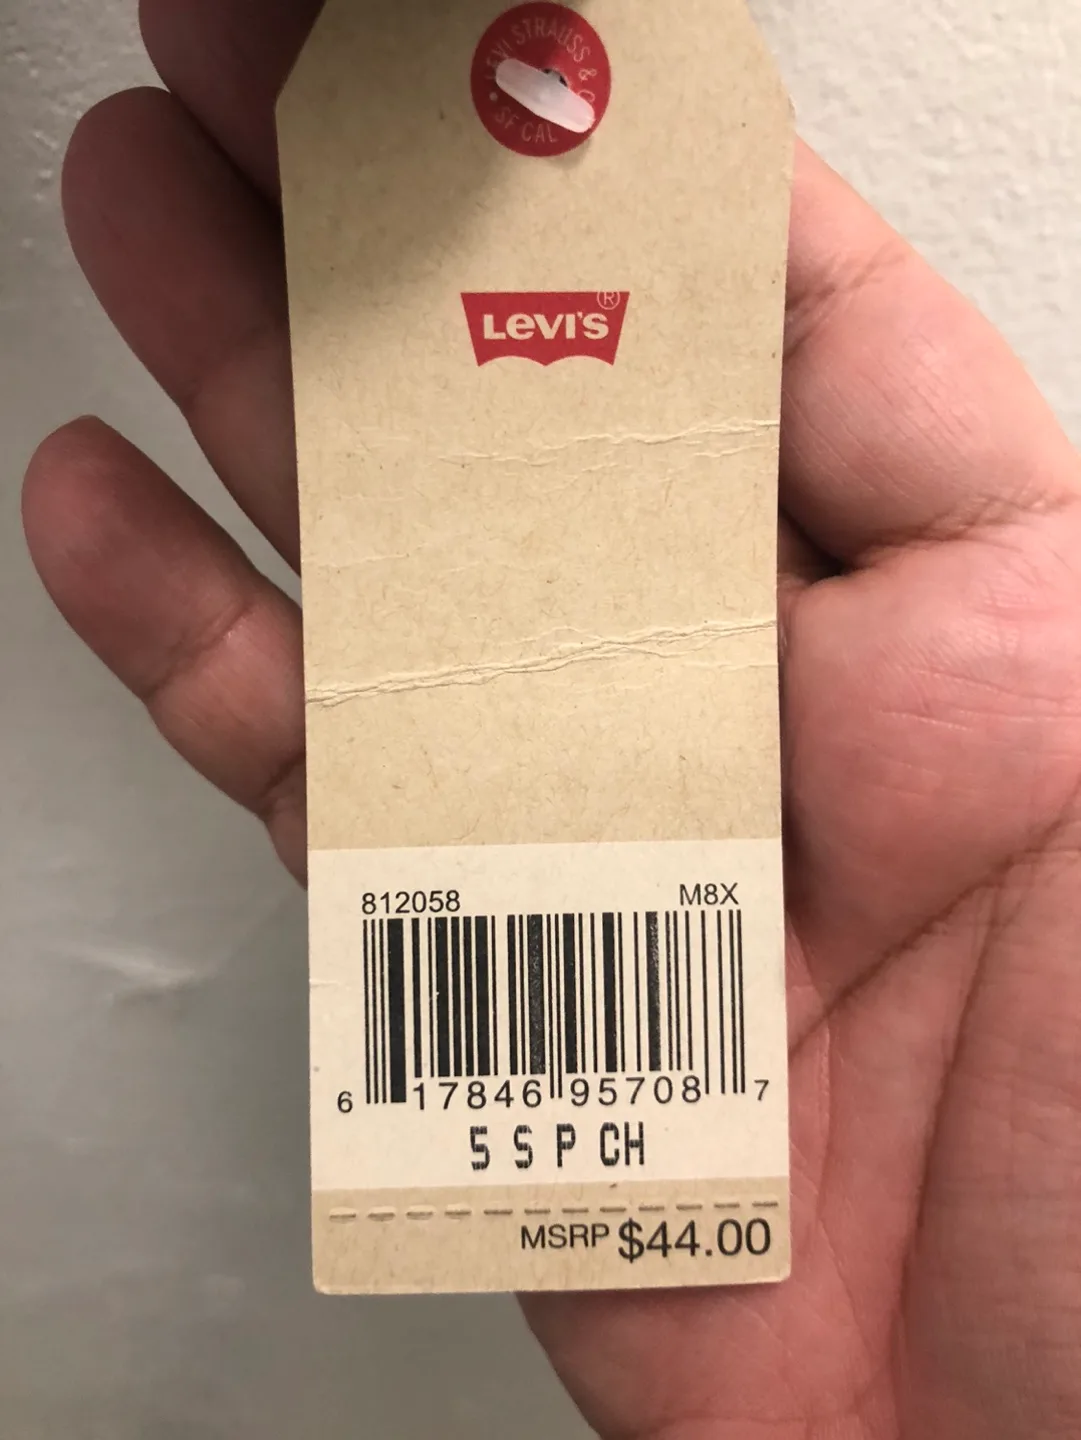 LEVI STRAUSS & CO
• SF CAL
LEVI'S®
812058 M8X
6 17846 95708 7
5 S P CH
MSRP $44.00